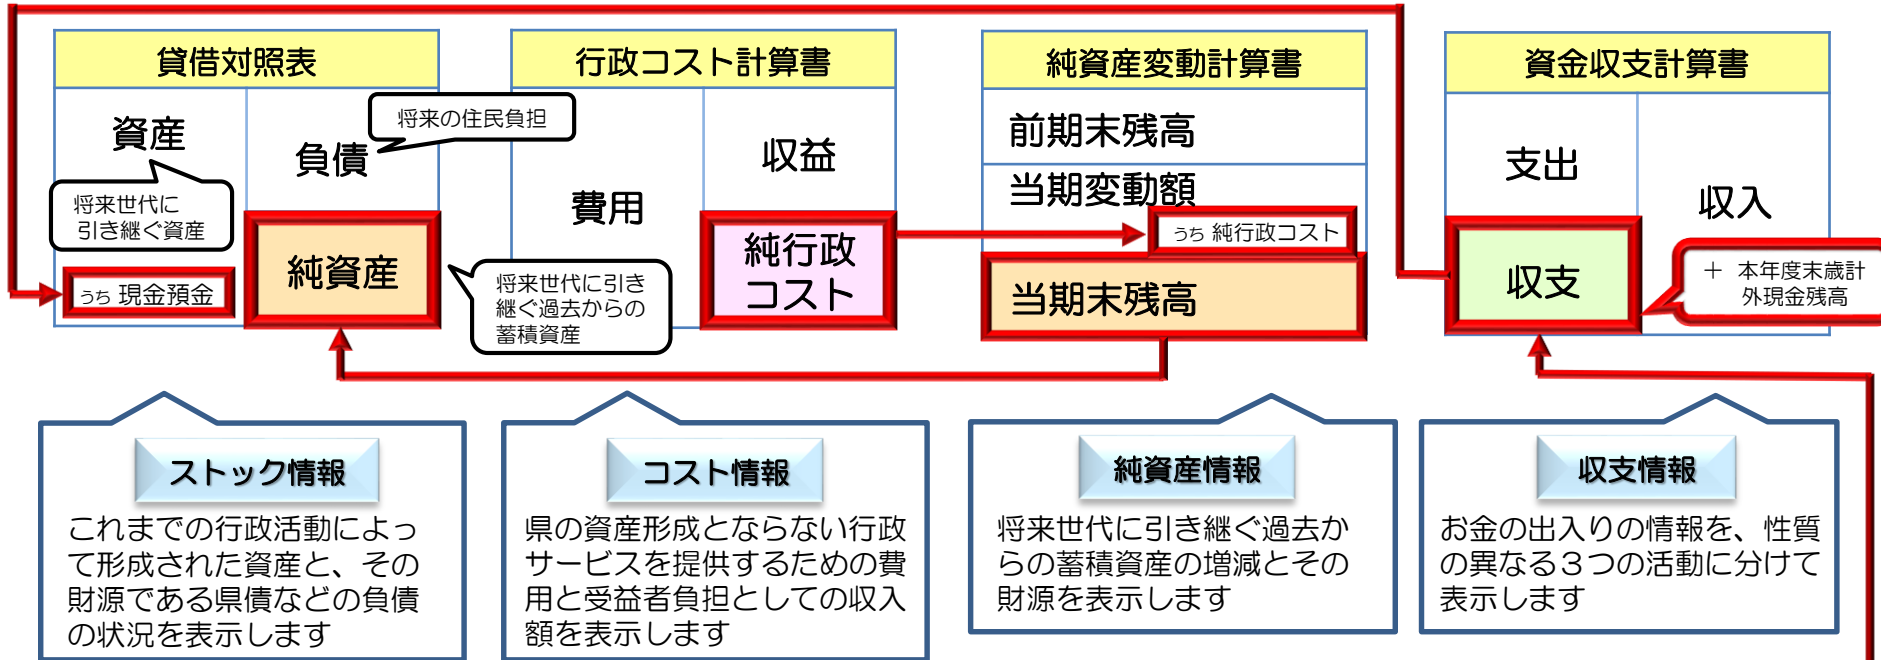 貸借対照表
資産
負債
将来の住民負担
将来世代に
引き継ぐ資産
うち 現金預金
純資産
将来世代に引き
継ぐ過去からの
蓄積資産
行政コスト計算書
費用
収益
純行政
コスト
純資産変動計算書
前期末残高
当期変動額
うち 純行政コスト
当期末残高
資金収支計算書
支出
収入
収支
＋ 本年度末歳計
外現金残高
ストック情報
これまでの行政活動によっ
て形成された資産と、その
財源である県債などの負債
の状況を表示します
コスト情報
県の資産形成とならない行政
サービスを提供するための費
用と受益者負担としての収入
額を表示します
純資産情報
将来世代に引き継ぐ過去か
らの蓄積資産の増減とその
財源を表示します
収支情報
お金の出入りの情報を、性質
の異なる３つの活動に分けて
表示します